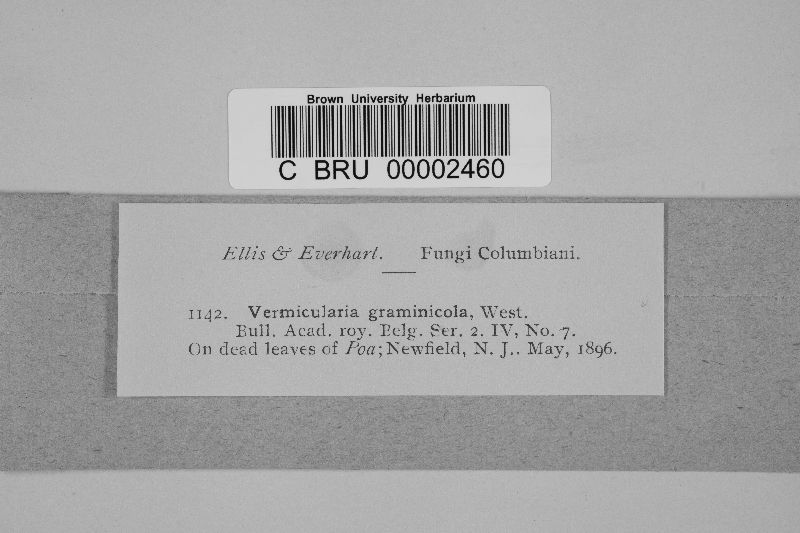 Brown University Herbarium
C BRU 00002460
Ellis & Everhart. Fungi Columbiani.
1142. Vermicularia graminicola, West.
Bull. Acad. roy. Belg. Ser. 2. IV, No. 7.
On dead leaves of Poa; Newfield, N. J.. May, 1896.